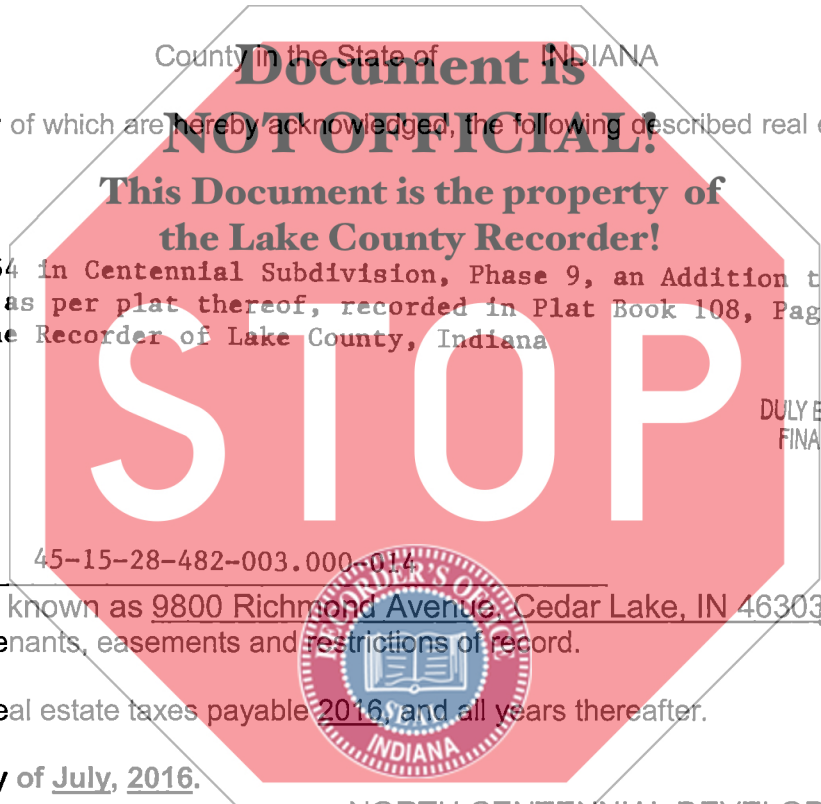 County in the State of INDIANA
Document is
of which are hereby acknowledged, the following described real
NOT OFFICIAL!
This Document is the property of
the Lake County Recorder!
in Centennial Subdivision, Phase 9, an Addition
as per plat thereof, recorded in Plat Book 108,
Recorder of Lake County, Indiana
STOP
DULY
45-15-28-482-003.000-014
known as 9800 Richmond Avenue, Cedar Lake, IN 46303
easements and restrictions of record.
RECORDER'S OFFICE
SEAL
INDIANA
estate taxes payable 2016, and all years thereafter.
of July, 2016.
NORTH CENTENNIAL